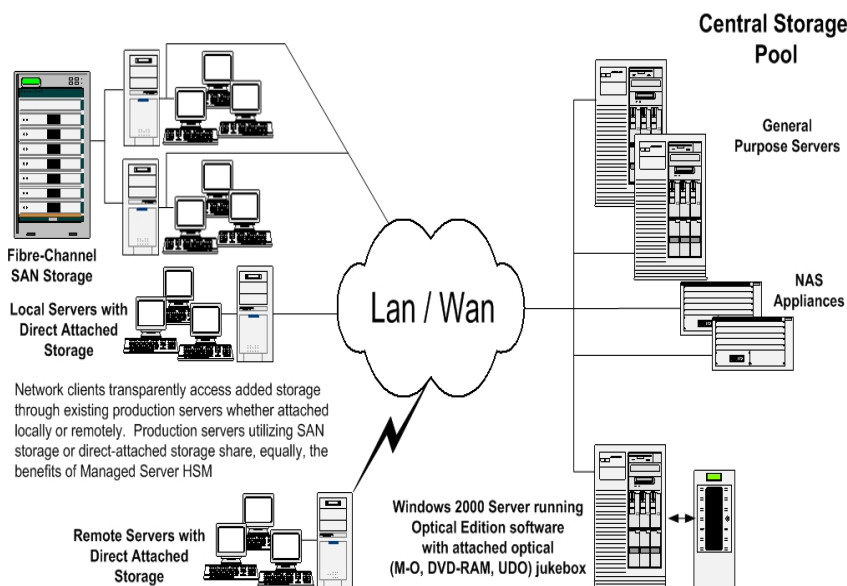 Central Storage
Pool
General
Purpose Servers
Fibre-Channel
SAN Storage
NAS
Appliances
Local Servers with
Direct Attached
Storage
Lan / Wan
Network clients transparently access added storage
through existing production servers whether attached
locally or remotely. Production servers utilizing SAN
storage or direct-attached storage share, equally, the
benefits of Managed Server HSM
Remote Servers with
Direct Attached
Storage
Windows 2000 Server running
Optical Edition software
with attached optical
(M-O, DVD-RAM, UDO) jukebox